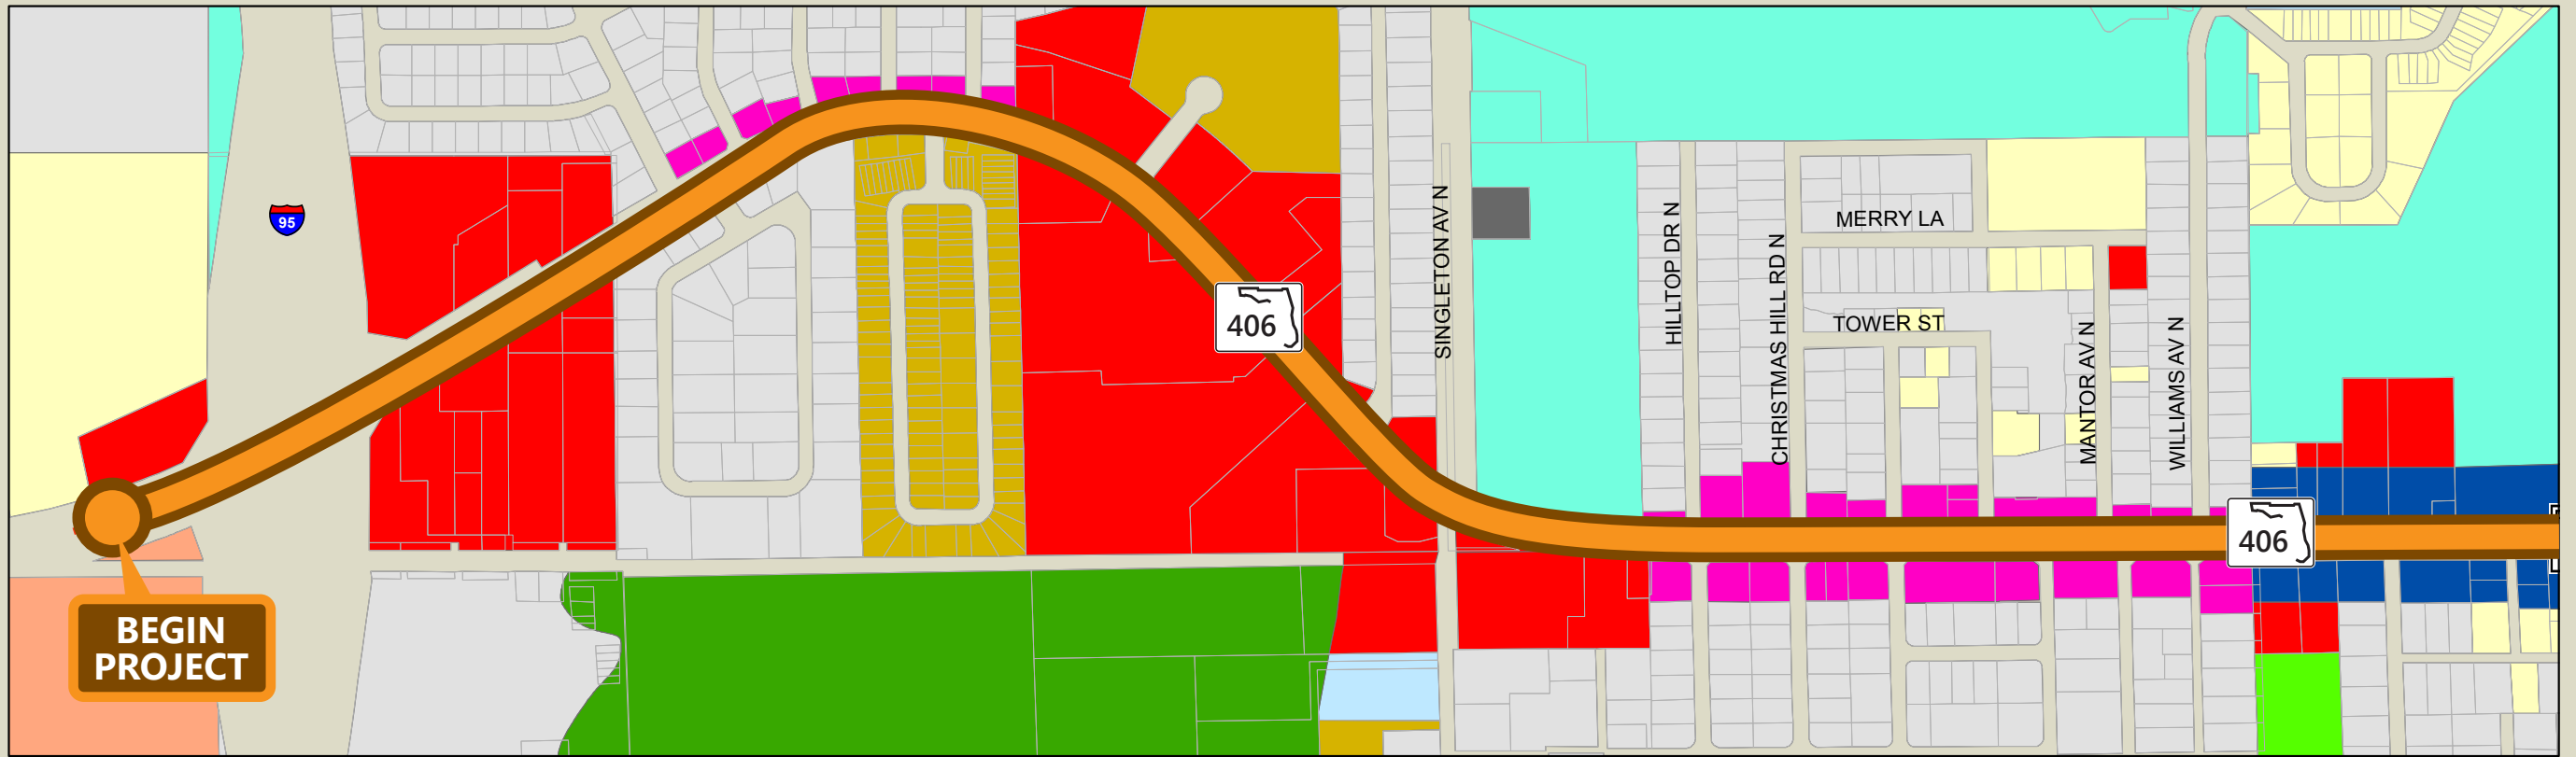 95
MERRY LA
SINGLETON AV N
HILLTOP DR N
CHRISTMAS HILL RD N
TOWER ST
MANTOR AV N
WILLIAMS AV N
406
406
BEGIN
PROJECT